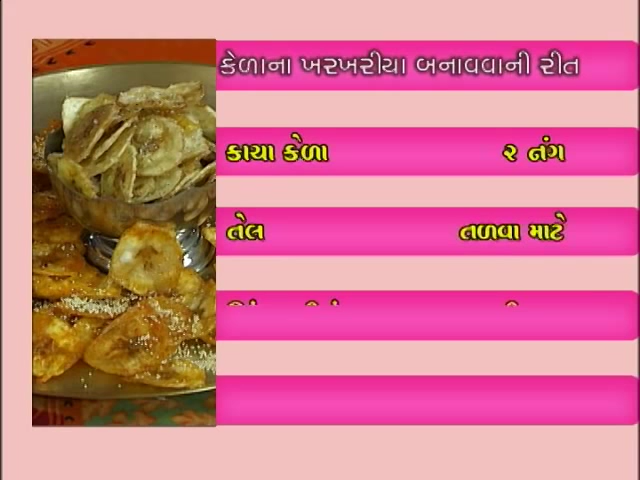 કેળાના ખરખરીયા બનાવવાની રીત
કાચા કેળા ૨ નંગ
તેલ તળવા માટે